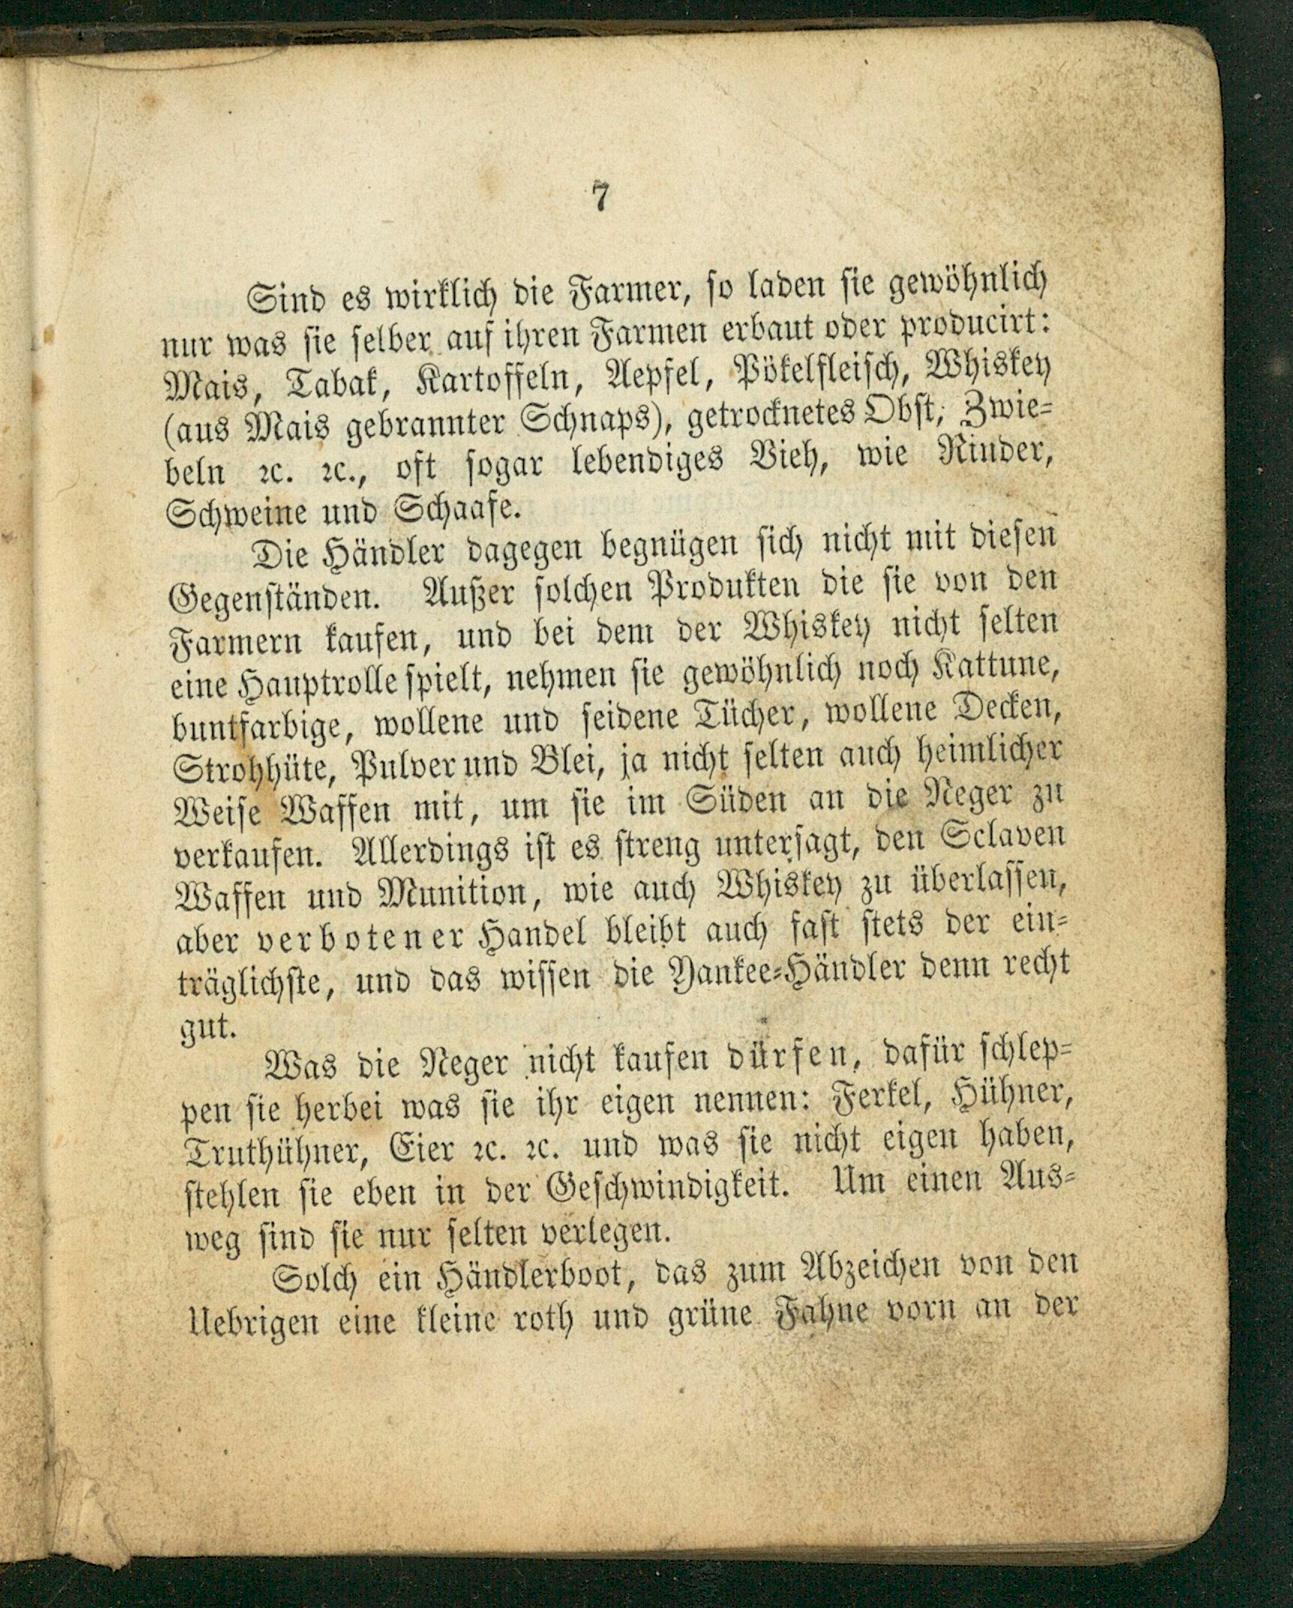 7
Sind es wirklich die Farmer, so laden sie gewöhnlich
nur was sie selber auf ihren Farmen erbaut oder producirt:
Mais, Tabak, Kartoffeln, Aepfel, Pökelfleisch, Whiskey
(aus Mais gebrannter Schnaps), getrocknetes Obst, Zwie-
beln ꝛc. ꝛc., oft sogar lebendiges Vieh, wie Rinder,
Schweine und Schaafe.
Die Händler dagegen begnügen sich nicht mit diesen
Gegenständen. Außer solchen Produkten die sie von den
Farmern kaufen, und bei dem der Whiskey nicht selten
eine Hauptrolle spielt, nehmen sie gewöhnlich noch Kattune,
buntfarbige, wollene und seidene Tücher, wollene Decken,
Strohhüte, Pulver und Blei, ja nicht selten auch heimlicher
Weise Waffen mit, um sie im Süden an die Neger zu
verkaufen. Allerdings ist es streng untersagt, den Sclaven
Waffen und Munition, wie auch Whiskey zu überlassen,
aber verbotener Handel bleibt auch fast stets der ein-
träglichste, und das wissen die Yankee-Händler denn recht
gut.
Was die Neger nicht kaufen dürfen, dafür schlep-
pen sie herbei was sie ihr eigen nennen: Ferkel, Hühner,
Truthühner, Eier ꝛc. ꝛc. und was sie nicht eigen haben,
stehlen sie eben in der Geschwindigkeit. Um einen Aus-
weg sind sie nur selten verlegen.
Solch ein Händlerboot, das zum Abzeichen von den
Uebrigen eine kleine roth und grüne Fahne vorn an der